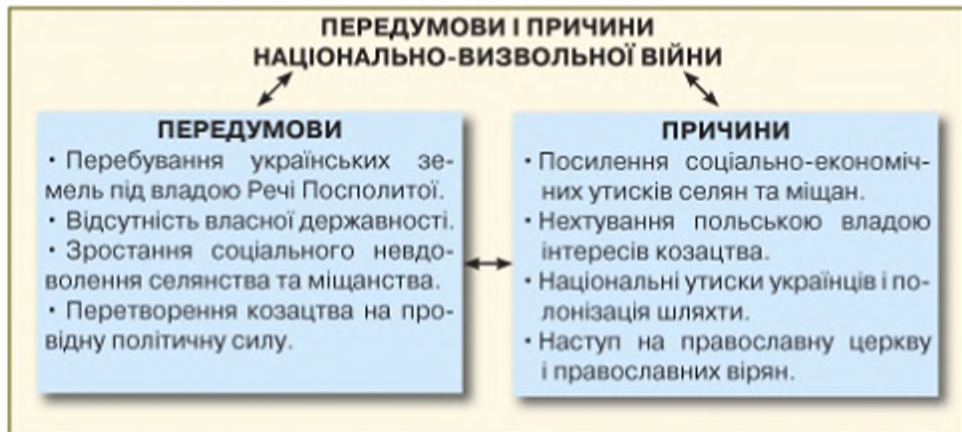 ПЕРЕДУМОВИ І ПРИЧИНИ
НАЦІОНАЛЬНО-ВИЗВОЛЬНОЇ ВІЙНИ
ПЕРЕДУМОВИ
• Перебування українських зе-
мель під владою Речі Посполитої.
• Відсутність власної державності.
• Зростання соціального невдо-
волення селянства та міщанства.
• Перетворення козацтва на про-
відну політичну силу.
ПРИЧИНИ
• Посилення соціально-економіч-
них утисків селян та міщан.
• Нехтування польською владою
інтересів козацтва.
• Національні утиски українців і по-
лонізація шляхти.
• Наступ на православну церкву
і православних вірян.